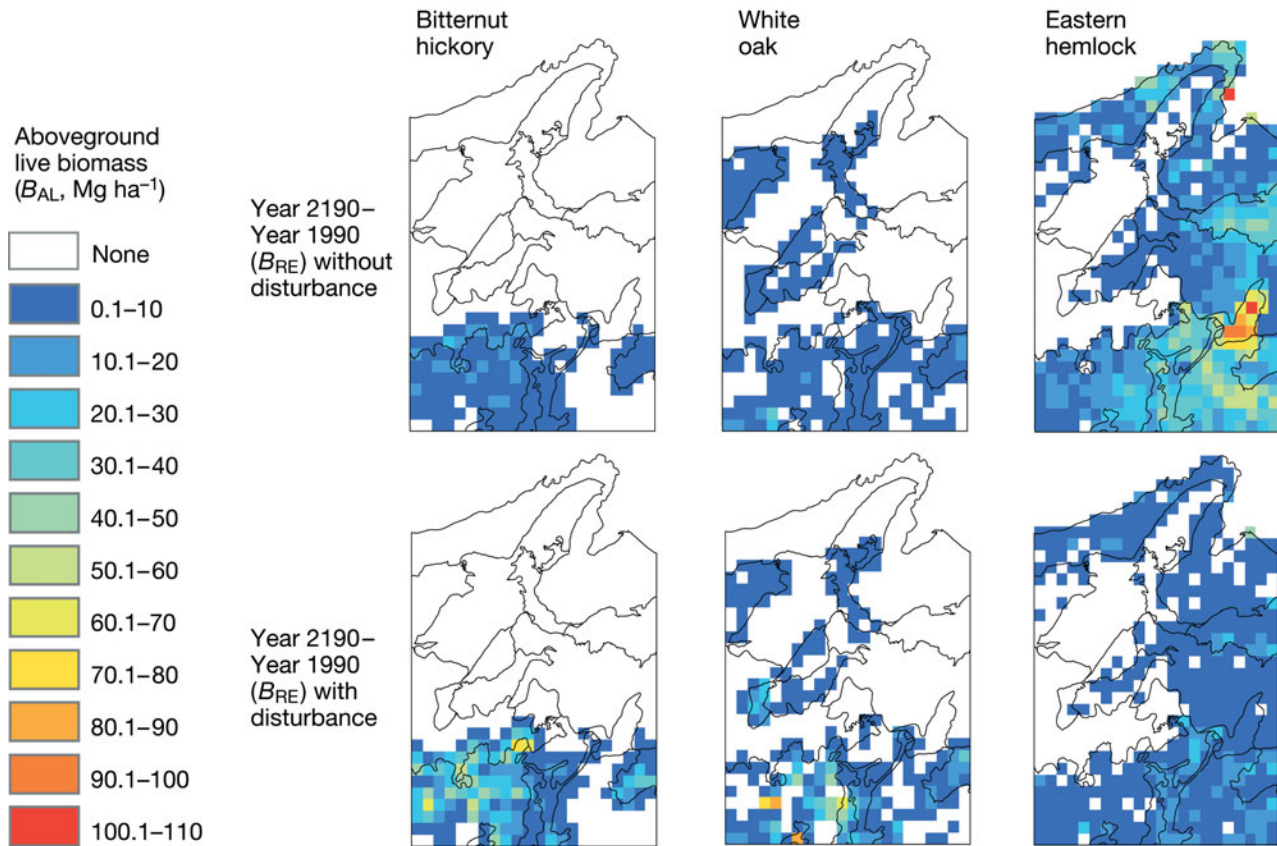 Bitternut
hickory
White
oak
Eastern
hemlock
Aboveground
live biomass
(B_AL, Mg ha⁻¹)
None
0.1–10
10.1–20
20.1–30
30.1–40
40.1–50
50.1–60
60.1–70
70.1–80
80.1–90
90.1–100
100.1–110
Year 2190–
Year 1990
(B_RE) without
disturbance
Year 2190–
Year 1990
(B_RE) with
disturbance